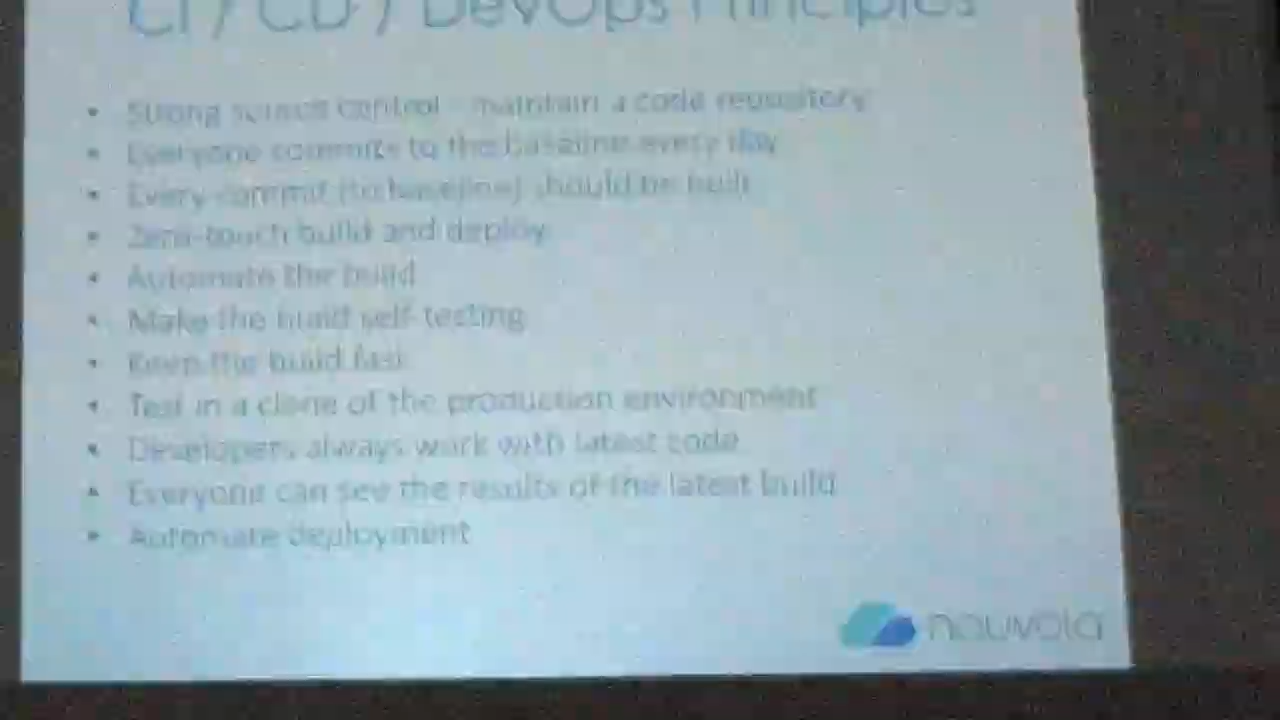 CI / CD / DevOps Principles
• Strong source control - maintain a code repository
• Everyone commits to the baseline every day
• Every commit (to baseline) should be built
• Zero-touch build and deploy
• Automate the build
• Make the build self-testing
• Keep the build fast
• Test in a clone of the production environment
• Developers always work with latest code
• Everyone can see the results of the latest build
• Automate deployment
nouvola